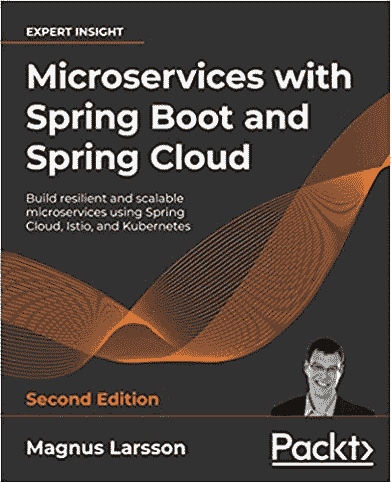 EXPERT INSIGHT
Microservices with
Spring Boot and
Spring Cloud
Build resilient and scalable
microservices using Spring
Cloud, Istio, and Kubernetes
Second Edition
Magnus Larsson
Packt>